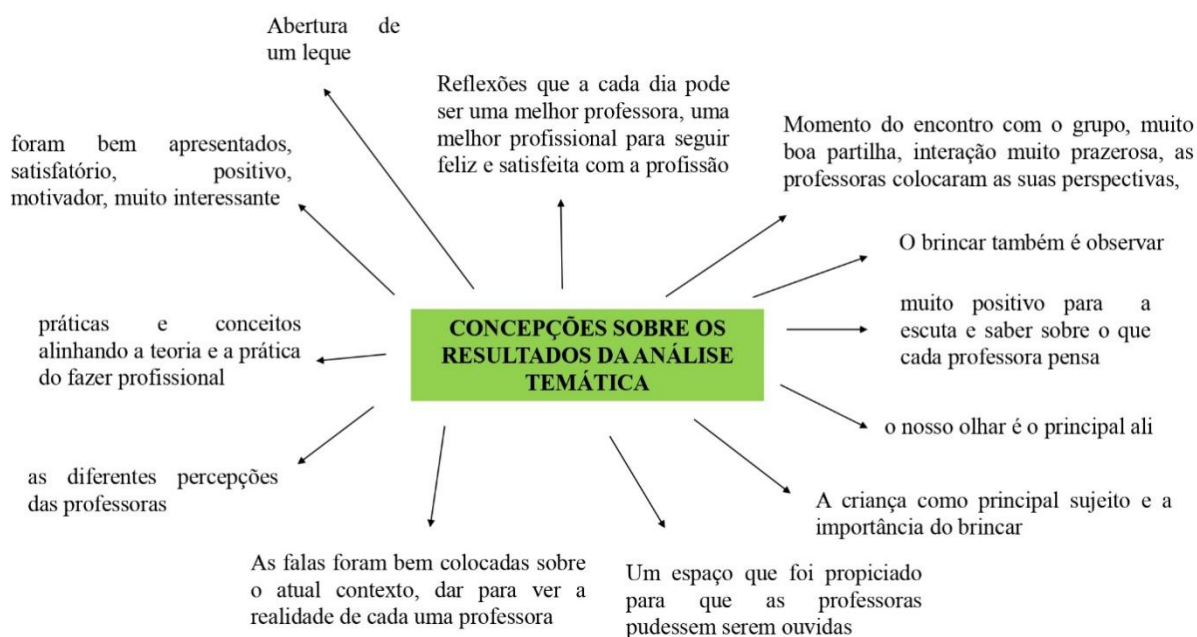 Abertura de
um leque
Reflexões que a cada dia pode
ser uma melhor professora, uma
melhor profissional para seguir
feliz e satisfeita com a profissão
Momento do encontro com o grupo, muito
boa partilha, interação muito prazerosa, as
professoras colocaram as suas perspectivas,
foram bem apresentados,
satisfatório, positivo,
motivador, muito interessante
O brincar também é observar
CONCEPÇÕES SOBRE OS
RESULTADOS DA ANÁLISE
TEMÁTICA
muito positivo para a
escuta e saber sobre o que
cada professora pensa
práticas e conceitos
alinhando a teoria e a prática
do fazer profissional
o nosso olhar é o principal ali
as diferentes percepções
das professoras
A criança como principal sujeito e a
importância do brincar
As falas foram bem colocadas sobre
o atual contexto, dar para ver a
realidade de cada uma professora
Um espaço que foi propiciado
para que as professoras
pudessem serem ouvidas